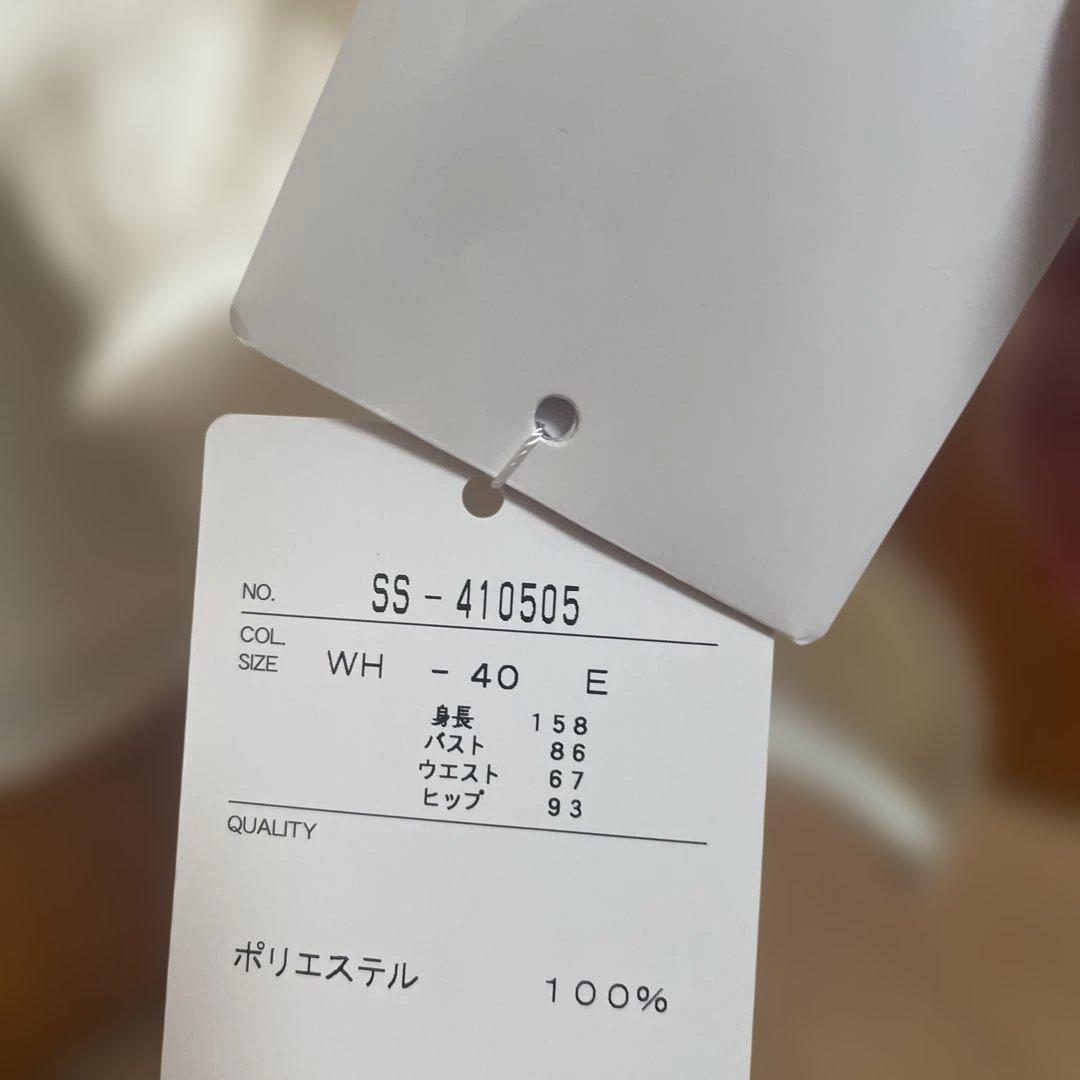 NO. SS-410505
COL.
SIZE WH -40 E
身長 158
バスト 86
ウエスト 67
ヒップ 93
QUALITY
ポリエステル 100%